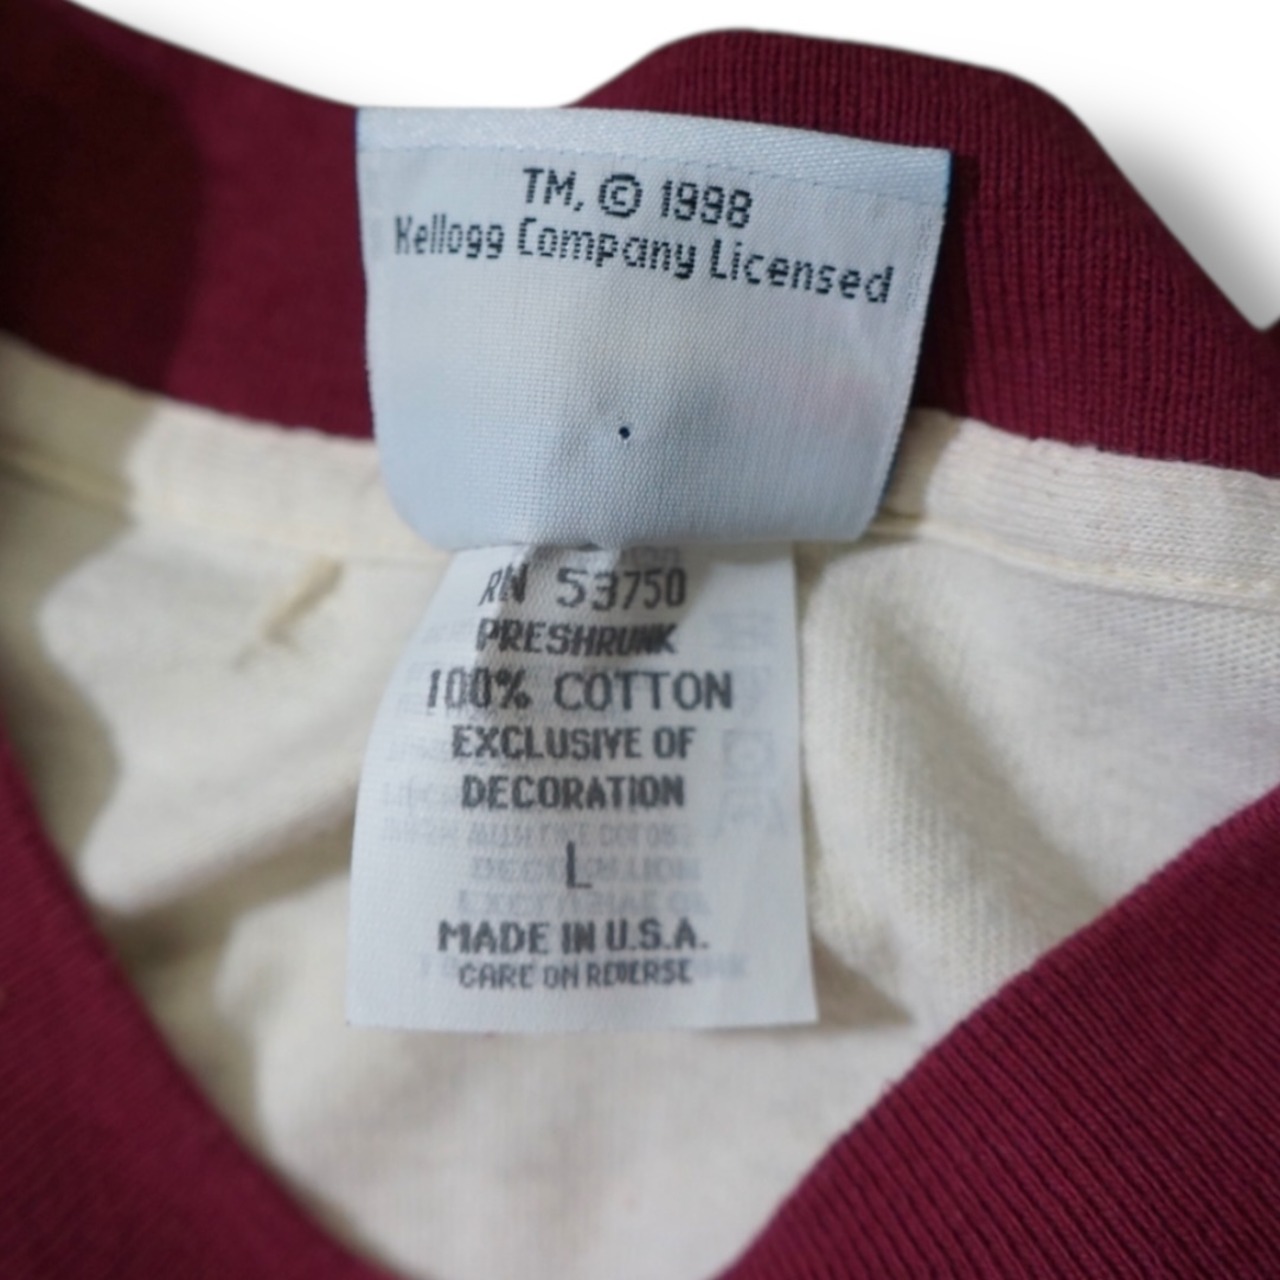 TM, © 1998
Kellogg Company Licensed
RN 53750
PRESHRUNK
100% COTTON
EXCLUSIVE OF
DECORATION
L
MADE IN U.S.A.
CARE ON REVERSE